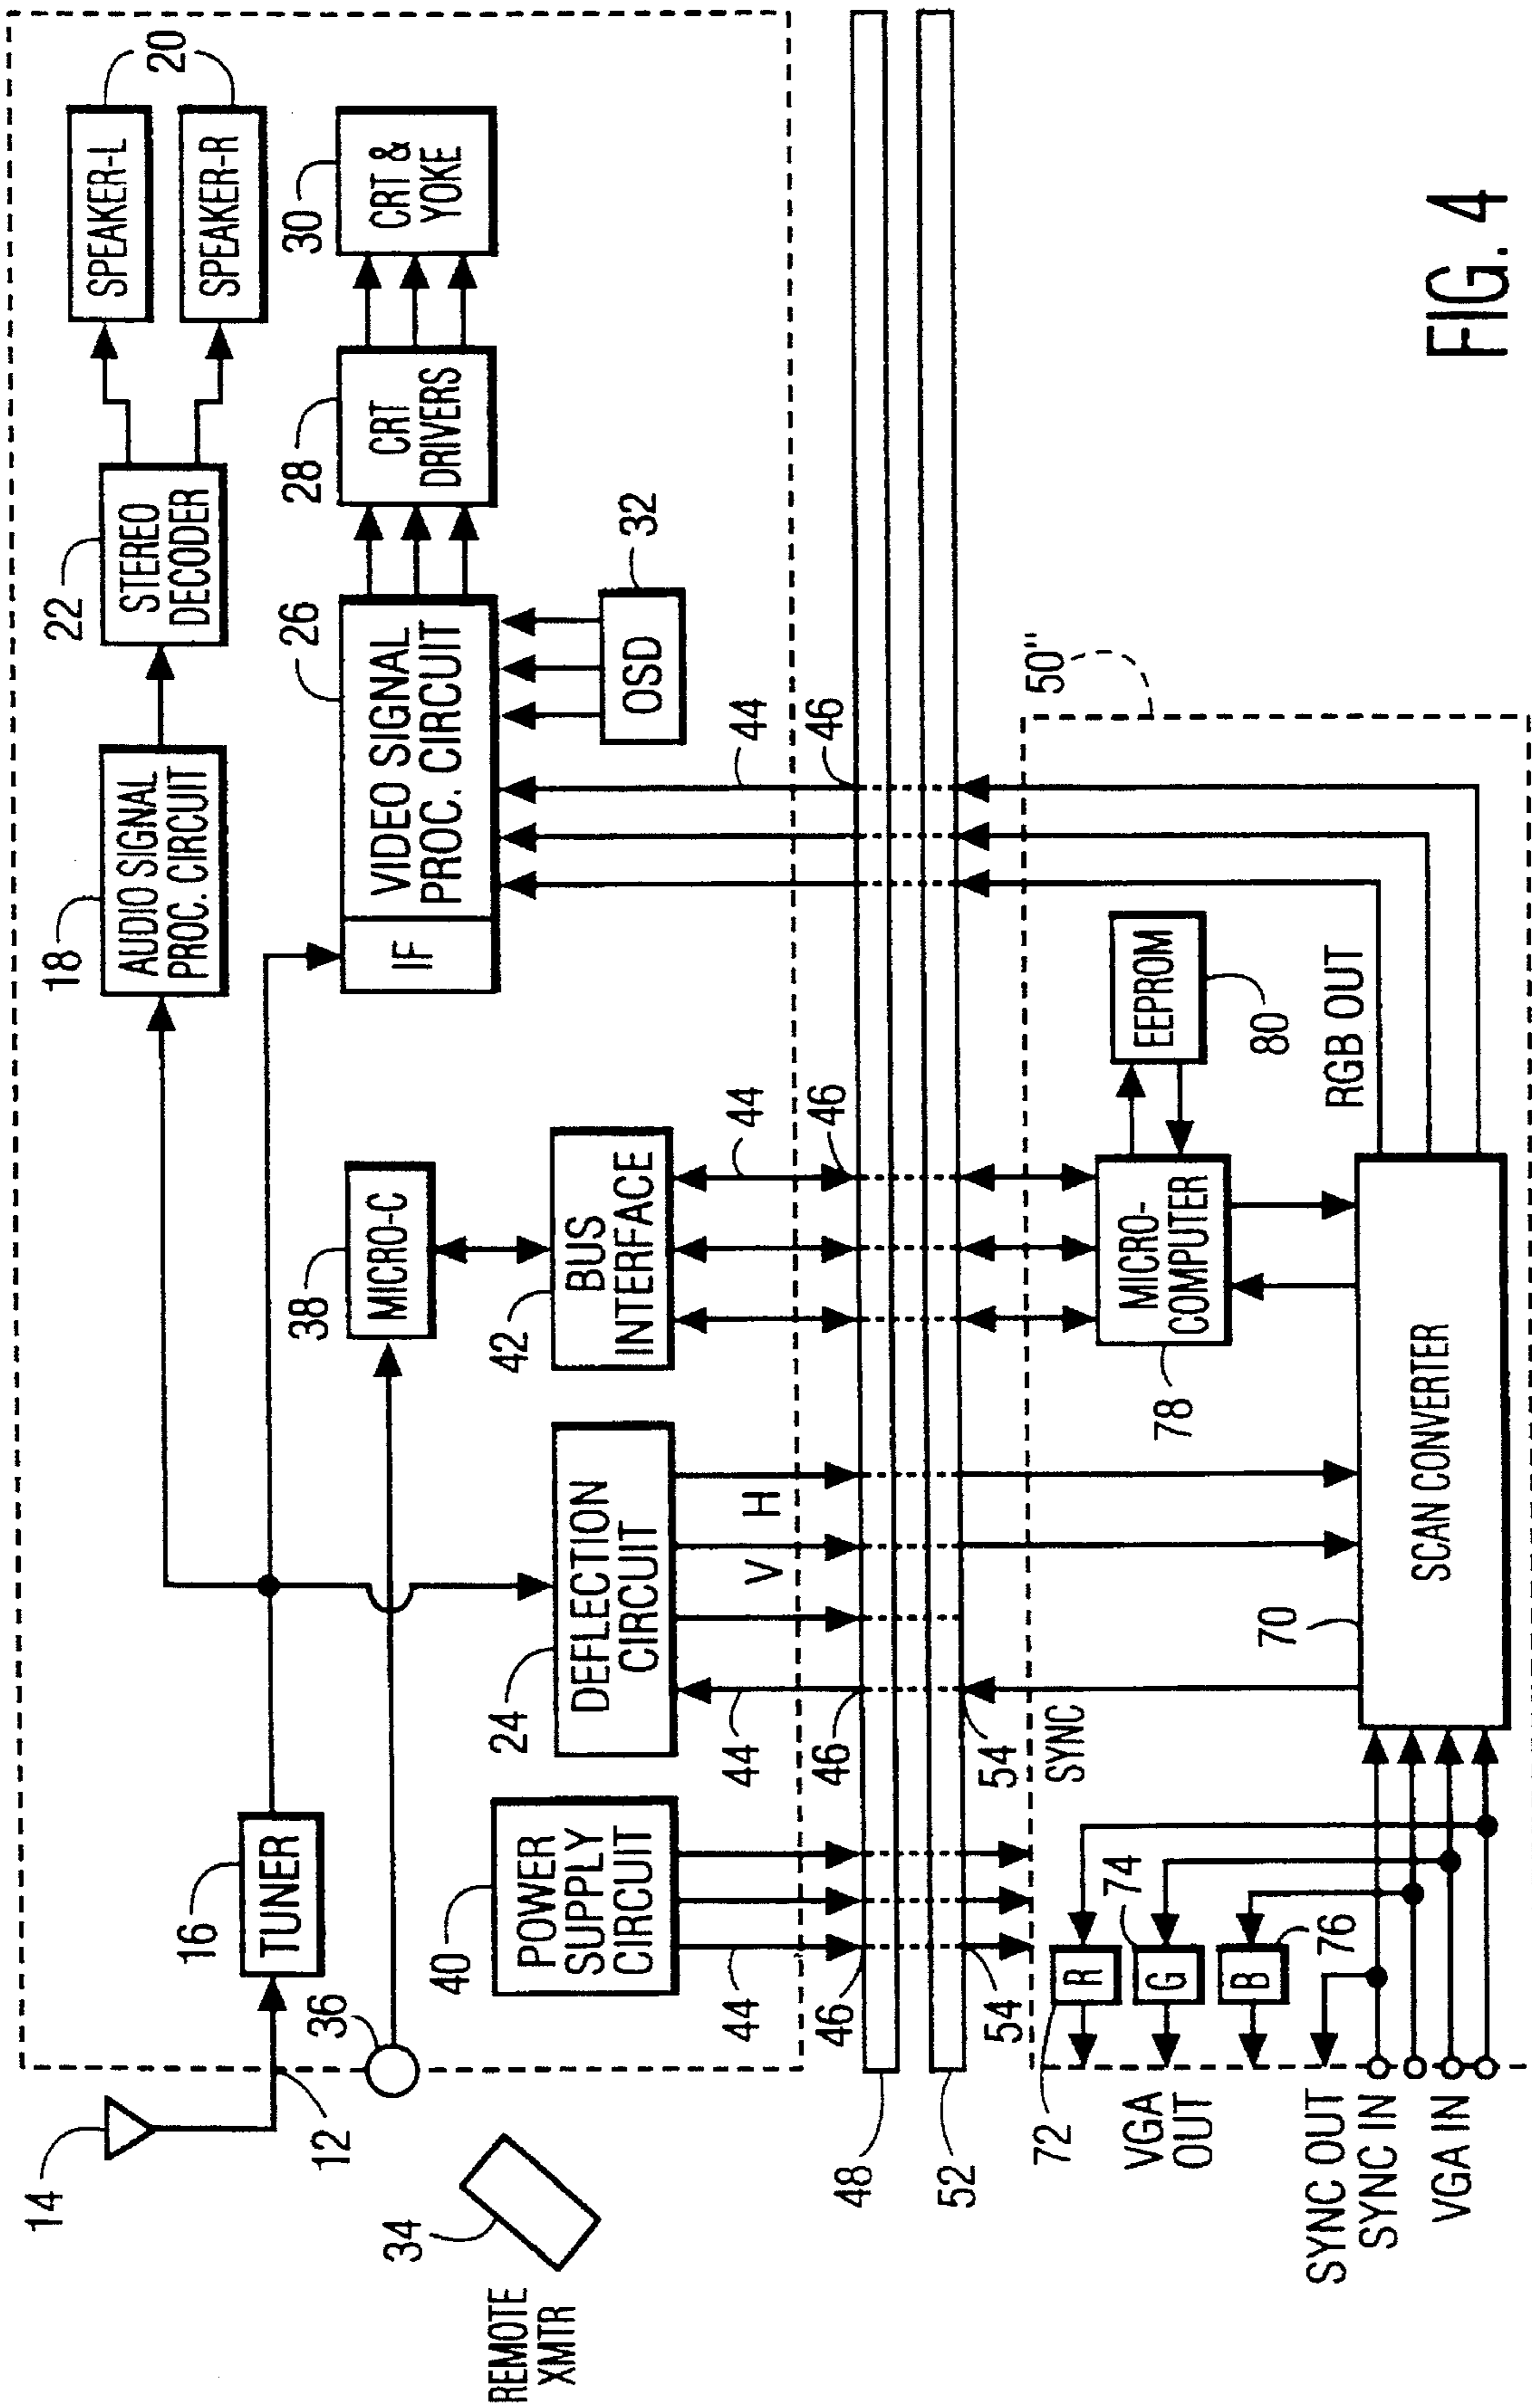 14
12
16
TUNER
36
34
REMOTE
XMTR
18
AUDIO SIGNAL
PROC. CIRCUIT
22
STEREO
DECODER
SPEAKER-L
SPEAKER-R
20
IF
VIDEO SIGNAL
PROC. CIRCUIT
26
28
CRT
DRIVERS
30
CRT &
YOKE
OSD
32
38
MICRO-C
40
POWER
SUPPLY
CIRCUIT
24
DEFLECTION
CIRCUIT
42
BUS
INTERFACE
V
H
44
44
44
44
46
46
46
46
48
52
54
54
SYNC
50"
72
R
74
G
76
B
VGA
OUT
SYNC OUT
SYNC IN
VGA IN
70
SCAN CONVERTER
78
MICRO-
COMPUTER
EEPROM
80
RGB OUT
FIG. 4